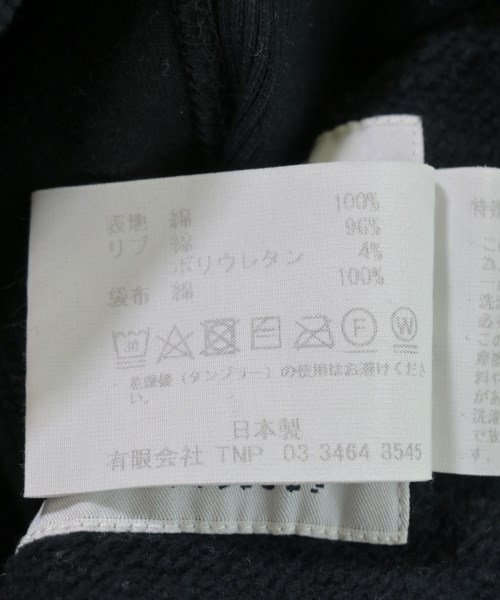 表地 綿 100%
リブ 綿 96%
ポリウレタン 4%
袋布 綿 100%
30 F W
・乾燥機(タンブラー)の使用はお避けください。
日本製
有限会社 TNP 03 3464 8545